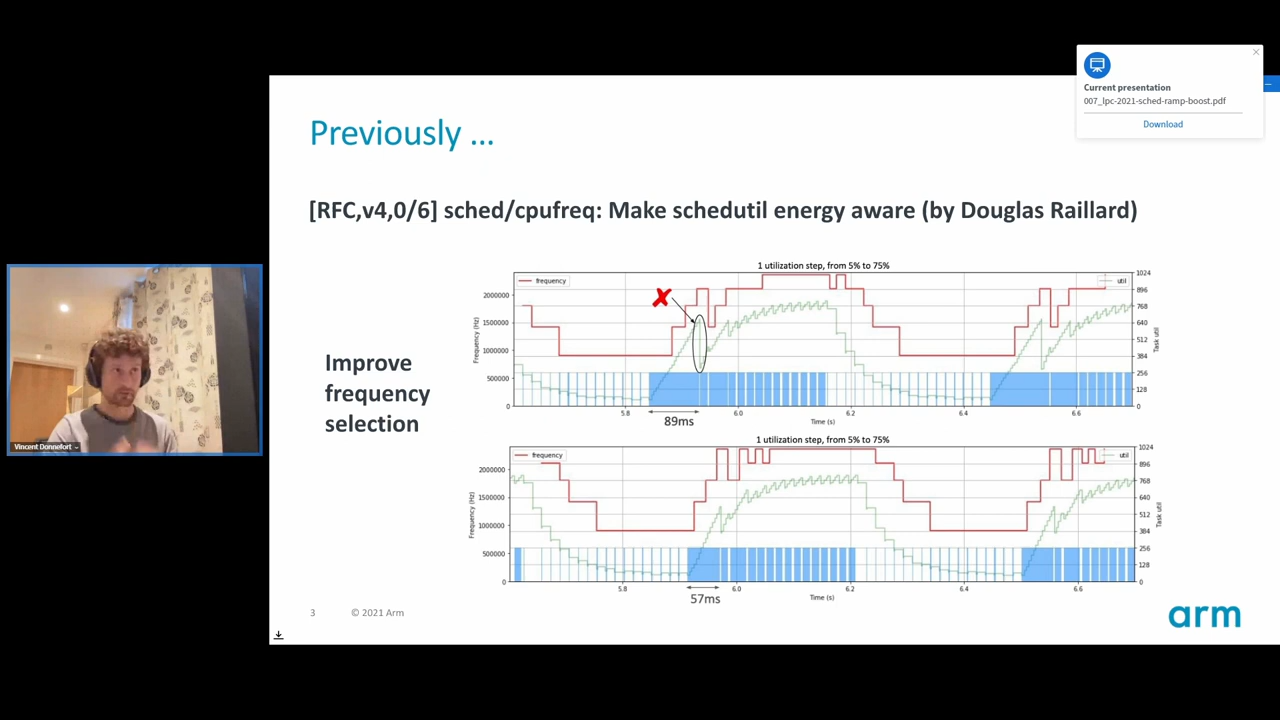 Current presentation
007_lpc-2021-sched-ramp-boost.pdf
Download
Previously ...
[RFC,v4,0/6] sched/cpufreq: Make schedutil energy aware (by Douglas Raillard)
Improve
frequency
selection
1 utilization step, from 5% to 75%
frequency
util
2000000
1500000
1000000
500000
0
Frequency (Hz)
1024
896
768
640
512
384
256
128
0
Task util
5.8
6.0
6.2
6.4
6.6
Time (s)
89ms
1 utilization step, from 5% to 75%
frequency
util
2000000
1500000
1000000
500000
0
Frequency (Hz)
1024
896
768
640
512
384
256
128
0
Task util
5.8
6.0
6.2
6.4
6.6
Time (s)
57ms
Vincent Donnefort
3
© 2021 Arm
arm